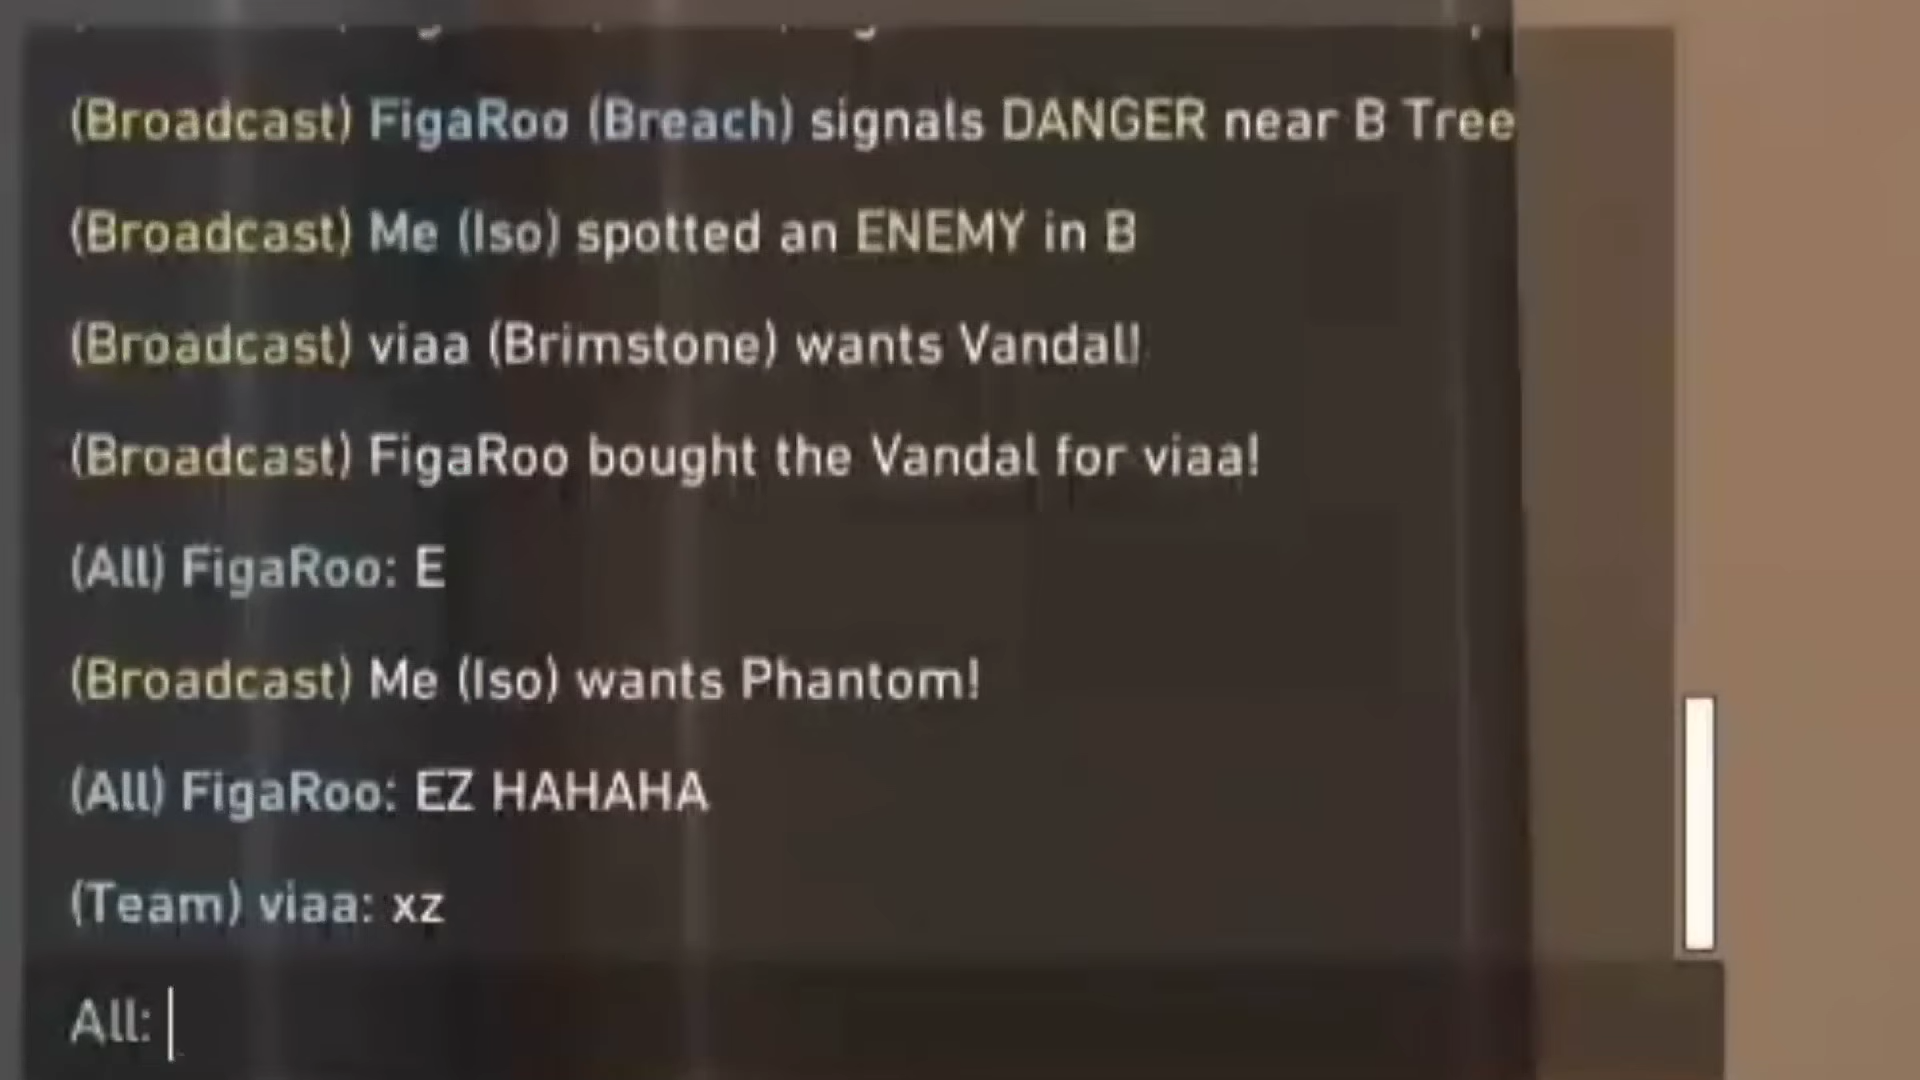 (Broadcast) FigaRoo (Breach) signals DANGER near B Tree
(Broadcast) Me (Iso) spotted an ENEMY in B
(Broadcast) viaa (Brimstone) wants Vandal!
(Broadcast) FigaRoo bought the Vandal for viaa!
(All) FigaRoo: E
(Broadcast) Me (Iso) wants Phantom!
(All) FigaRoo: EZ HAHAHA
(Team) viaa: xz
All: